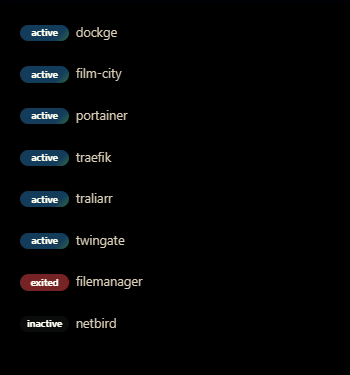 active dockge
active film-city
active portainer
active traefik
active traliarr
active twingate
exited filemanager
inactive netbird